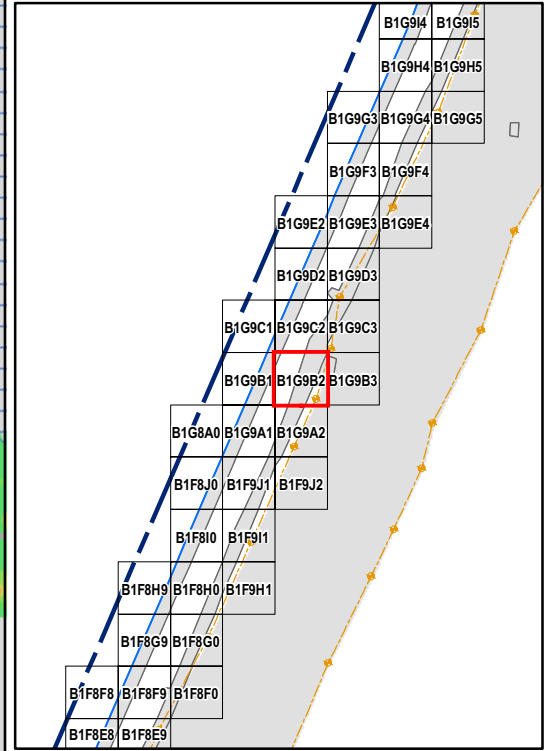 B1G9I4 B1G9I5
B1G9H4 B1G9H5
B1G9G3 B1G9G4 B1G9G5
B1G9F3 B1G9F4
B1G9E2 B1G9E3 B1G9E4
B1G9D2 B1G9D3
B1G9C1 B1G9C2 B1G9C3
B1G9B1 B1G9B2 B1G9B3
B1G8A0 B1G9A1 B1G9A2
B1F8J0 B1F9J1 B1F9J2
B1F8I0 B1F9I1
B1F8H9 B1F8H0 B1F9H1
B1F8G9 B1F8G0
B1F8F8 B1F8F9 B1F8F0
B1F8E8 B1F8E9